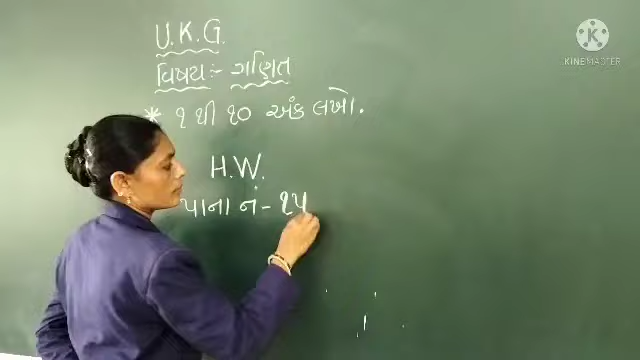 U.K.G.
વિષય:- ગણિત
* ૧ થી ૧૦ અંક લખો.
H.W.
પાના નં - ૧૫
KINEMASTER